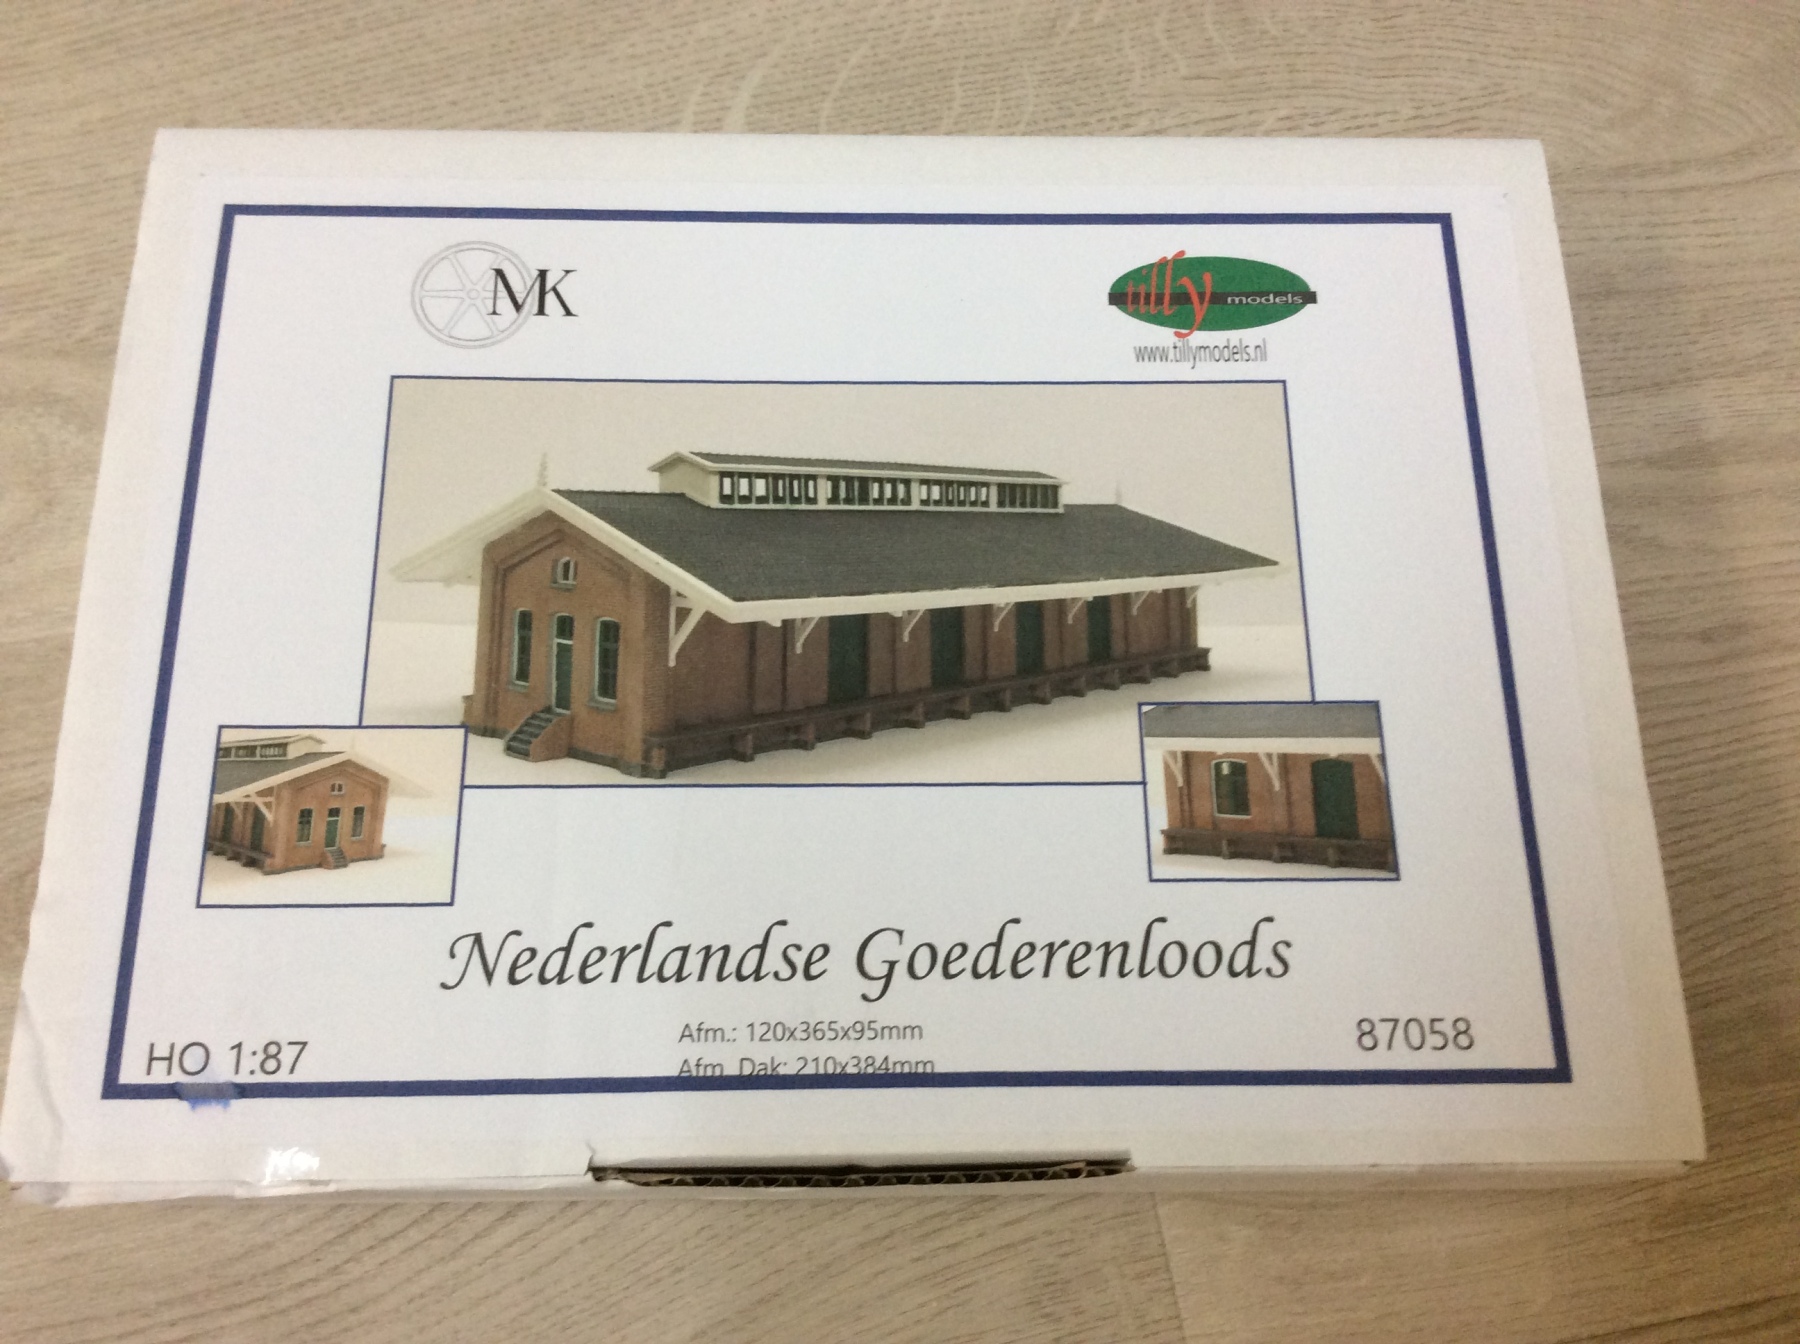 MK
tilly models
www.tillymodels.nl
Nederlandse Goederenloods
HO 1:87
Afm.: 120x365x95mm
Afm. Dak: 210x384mm
87058